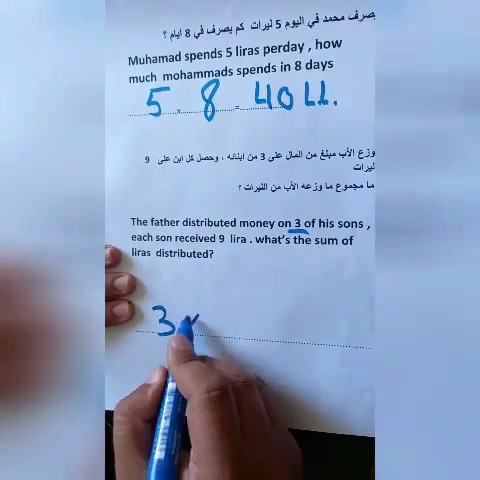 يصرف محمد في اليوم 5 ليرات كم يصرف في 8 ايام ؟
Muhamad spends 5 liras perday , how
much mohammads spends in 8 days
5 x 8 = 40 LL.
وزع الأب مبلغ من المال على 3 من ابنائه ، وحصل كل ابن على 9
ليرات
ما مجموع ما وزعه الأب من الليرات ؟
The father distributed money on 3 of his sons ,
each son received 9 lira . what's the sum of
liras distributed?
3 x